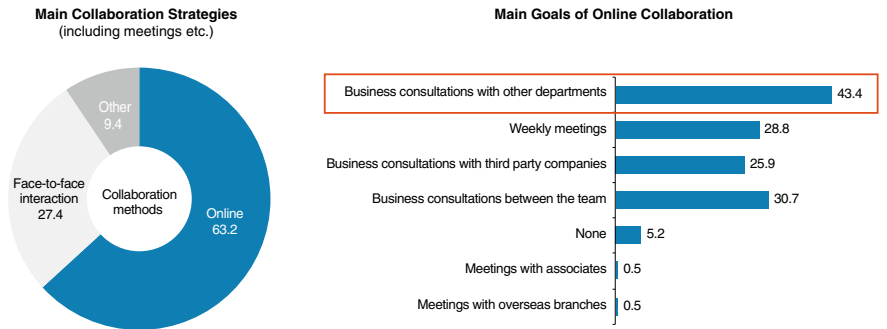 Main Collaboration Strategies
(including meetings etc.)
Other
9.4
Face-to-face
interaction
27.4
Collaboration
methods
Online
63.2
Main Goals of Online Collaboration
Business consultations with other departments 43.4
Weekly meetings 28.8
Business consultations with third party companies 25.9
Business consultations between the team 30.7
None 5.2
Meetings with associates 0.5
Meetings with overseas branches 0.5